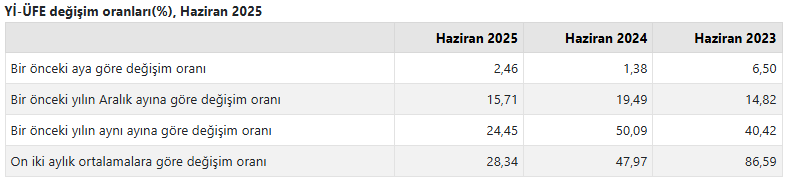 Yİ-ÜFE değişim oranları(%), Haziran 2025
Haziran 2025 Haziran 2024 Haziran 2023
Bir önceki aya göre değişim oranı 2,46 1,38 6,50
Bir önceki yılın Aralık ayına göre değişim oranı 15,71 19,49 14,82
Bir önceki yılın aynı ayına göre değişim oranı 24,45 50,09 40,42
On iki aylık ortalamalara göre değişim oranı 28,34 47,97 86,59